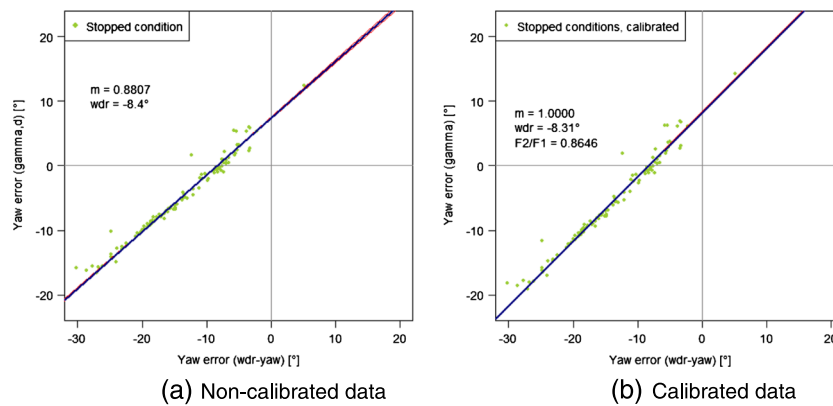 Stopped condition
m = 0.8807
wdr = -8.4°
Yaw error (gamma,d) [°]
20
10
0
-10
-20
-30
-20
-10
0
10
20
Yaw error (wdr-yaw) [°]
(a) Non-calibrated data
Stopped conditions, calibrated
m = 1.0000
wdr = -8.31°
F2/F1 = 0.8646
Yaw error (gamma) [°]
20
10
0
-10
-20
-30
-20
-10
0
10
20
Yaw error (wdr-yaw) [°]
(b) Calibrated data